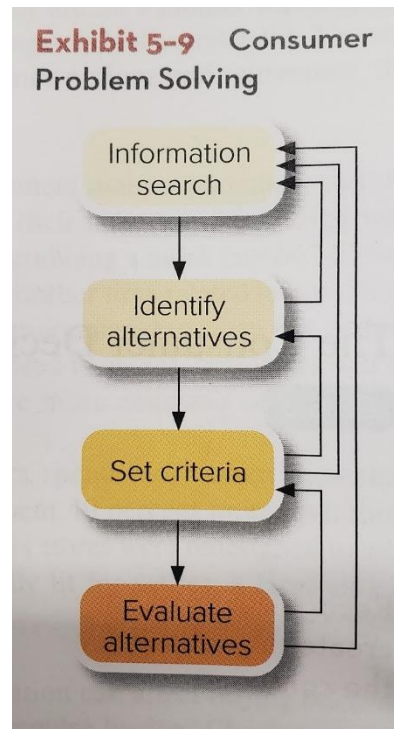 Exhibit 5-9 Consumer
Problem Solving
Information
search
Identify
alternatives
Set criteria
Evaluate
alternatives